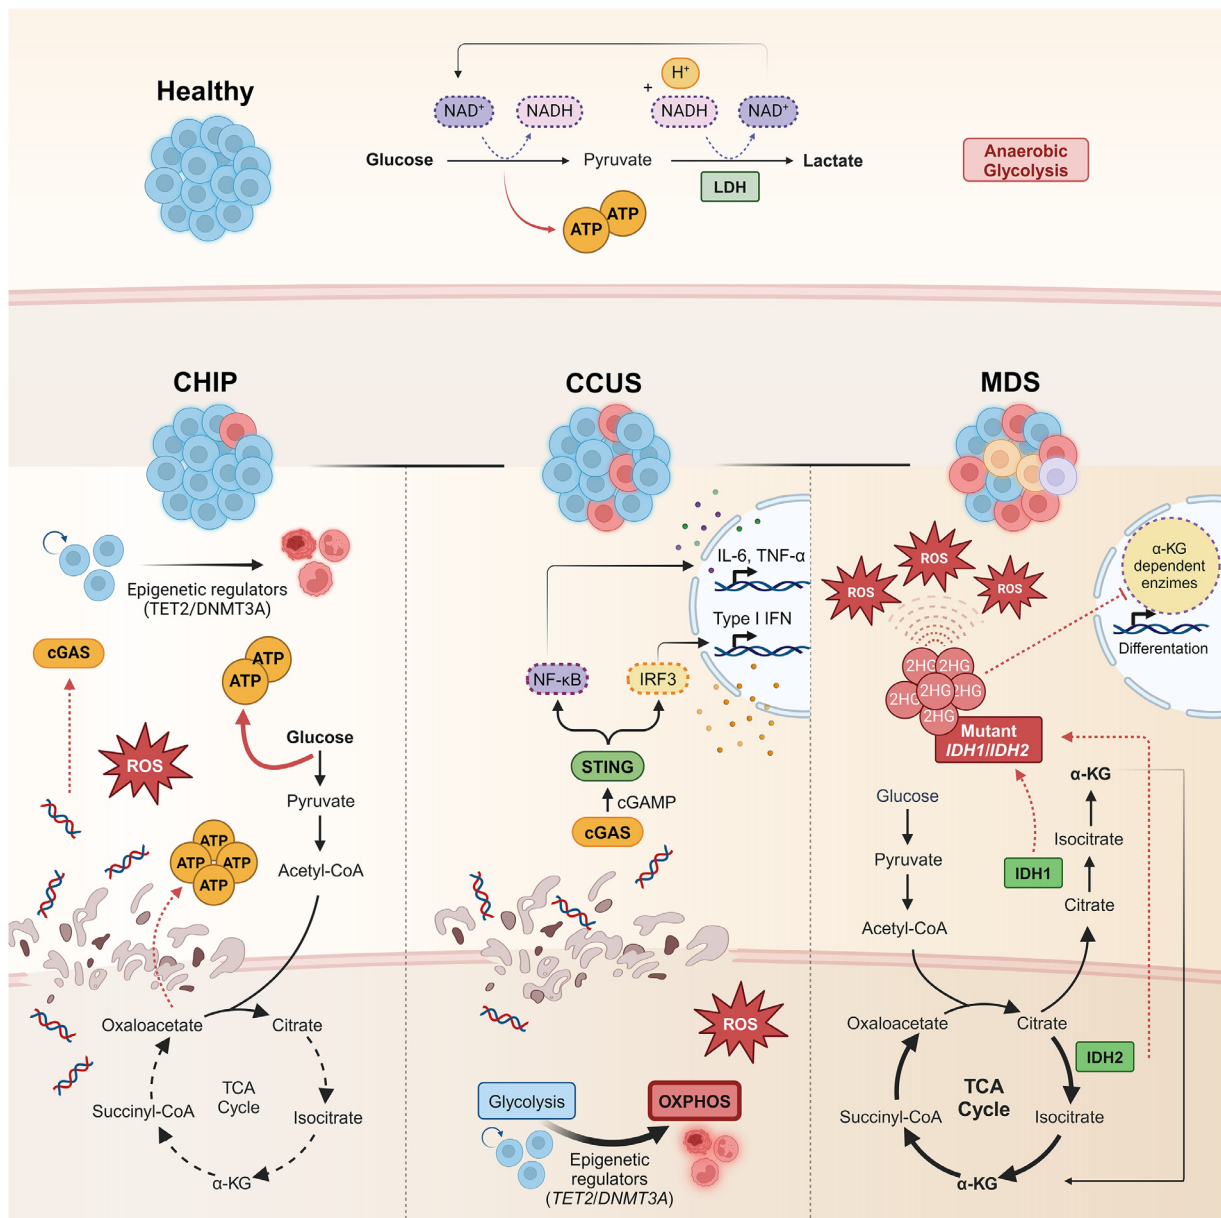 Healthy
H⁺
+
NAD⁺
NADH
NADH
NAD⁺
Glucose
Pyruvate
Lactate
LDH
ATP
ATP
Anaerobic
Glycolysis
CHIP
Epigenetic regulators
(TET2/DNMT3A)
cGAS
ATP
ATP
ROS
Glucose
Pyruvate
Acetyl-CoA
ATP
ATP
ATP
ATP
Oxaloacetate
Citrate
TCA
Cycle
Succinyl-CoA
Isocitrate
α-KG
CCUS
IL-6, TNF-α
Type I IFN
NF-κB
IRF3
STING
cGAMP
cGAS
ROS
Glycolysis
OXPHOS
Epigenetic
regulators
(TET2/DNMT3A)
MDS
ROS
ROS
ROS
α-KG
dependent
enzimes
Differentation
2HG
2HG
2HG
2HG
2HG
2HG
Mutant
IDH1/IDH2
α-KG
Glucose
Isocitrate
Pyruvate
IDH1
Citrate
Acetyl-CoA
Oxaloacetate
Citrate
IDH2
TCA
Cycle
Succinyl-CoA
Isocitrate
α-KG